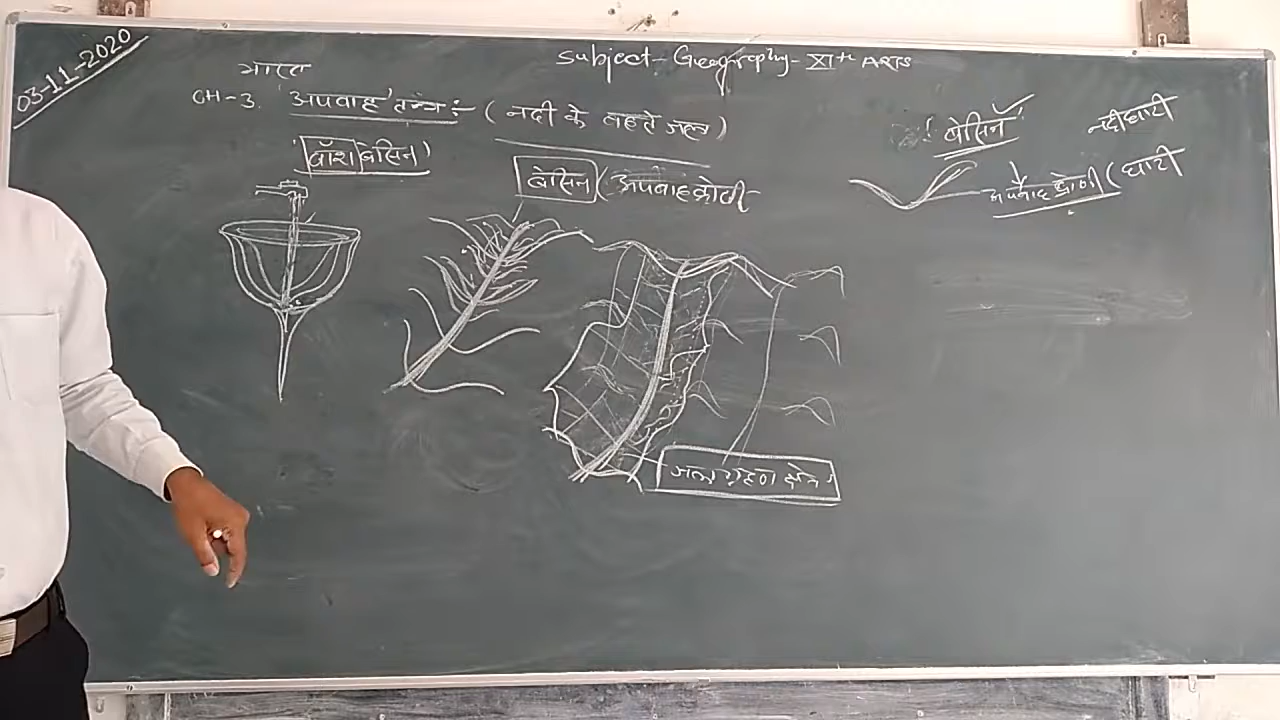 03-11-2020
Subject - Geography - XIth ARTS
भारत
CH-3. 'अपवाह' तन्त्र :- ( नदी के बहते जल )
बेसिन
नदीघाटी
वॉश बेसिन
बेसिन ( अपवाह द्रोणी
अपवाह द्रोणी ( घाटी
जल ग्रहण क्षेत्र